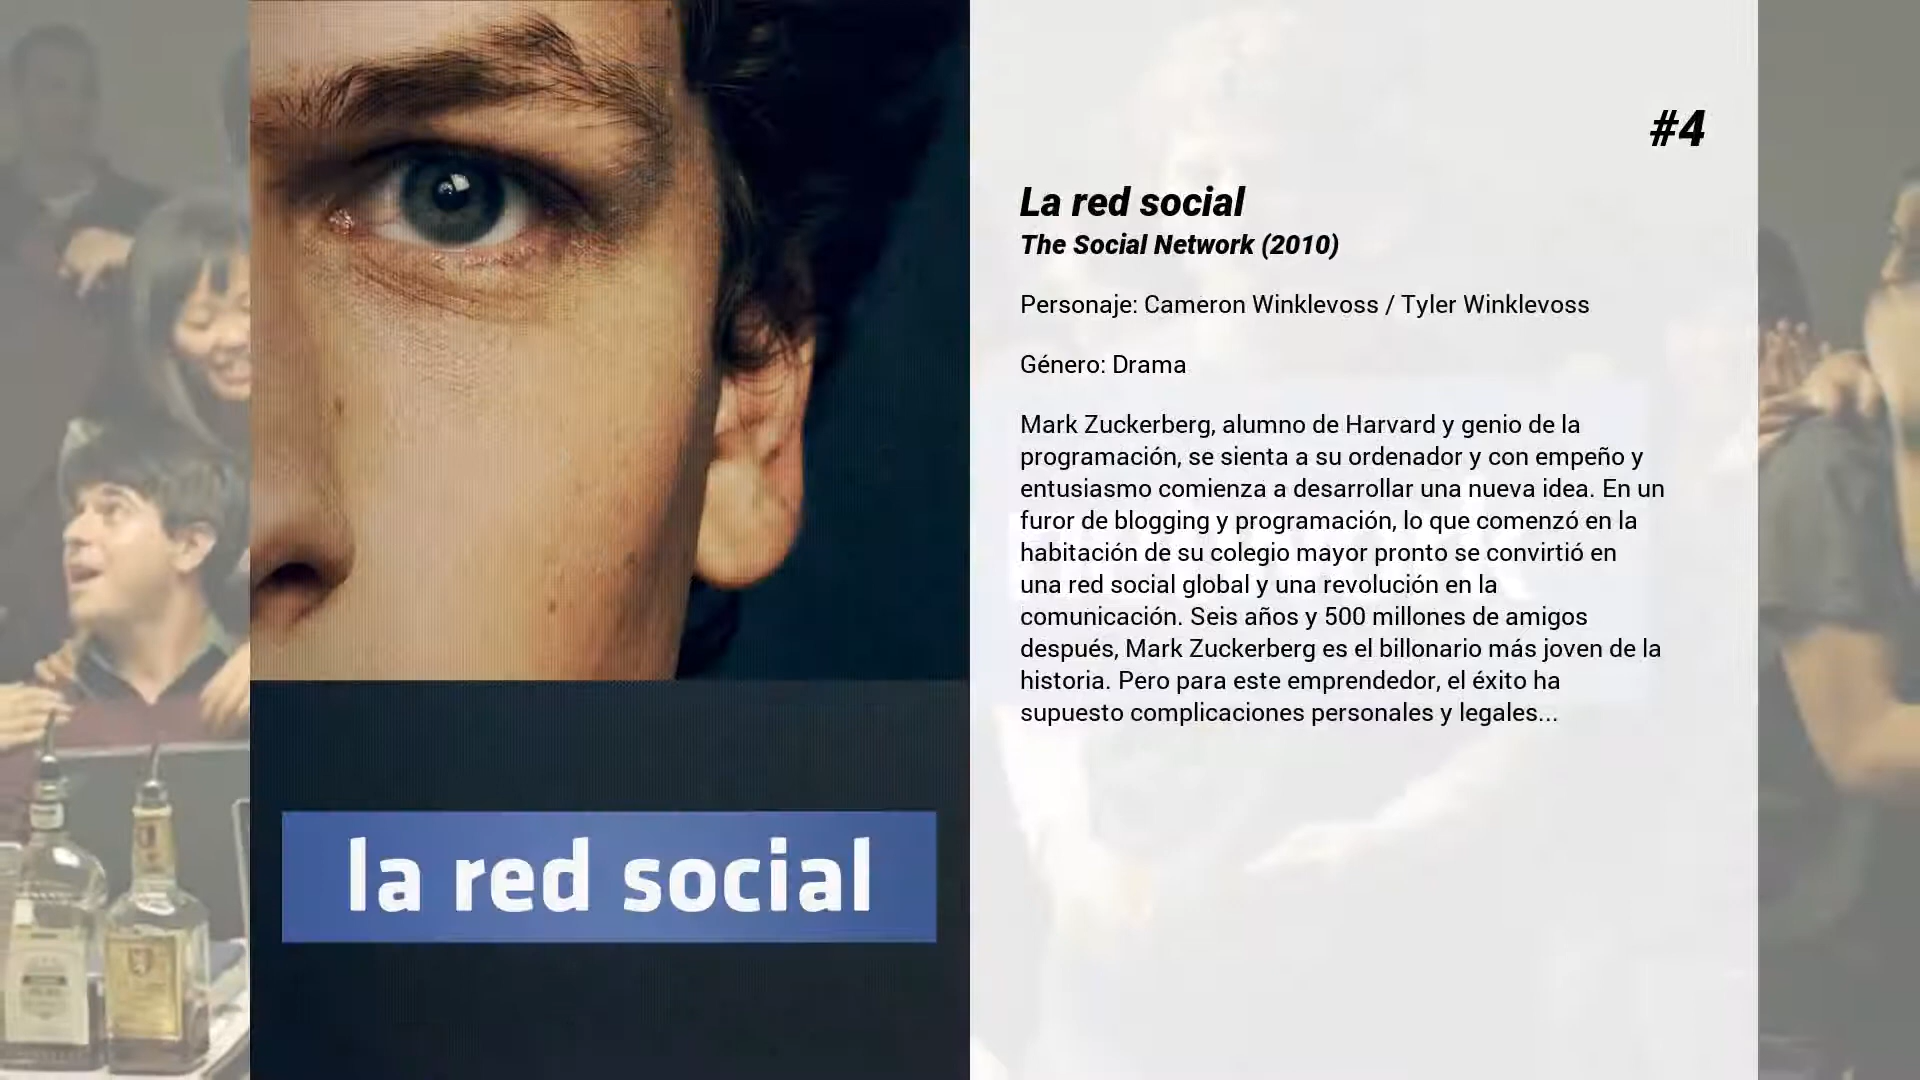 la red social
#4
La red social
The Social Network (2010)
Personaje: Cameron Winklevoss / Tyler Winklevoss
Género: Drama
Mark Zuckerberg, alumno de Harvard y genio de la
programación, se sienta a su ordenador y con empeño y
entusiasmo comienza a desarrollar una nueva idea. En un
furor de blogging y programación, lo que comenzó en la
habitación de su colegio mayor pronto se convirtió en
una red social global y una revolución en la
comunicación. Seis años y 500 millones de amigos
después, Mark Zuckerberg es el billonario más joven de la
historia. Pero para este emprendedor, el éxito ha
supuesto complicaciones personales y legales...